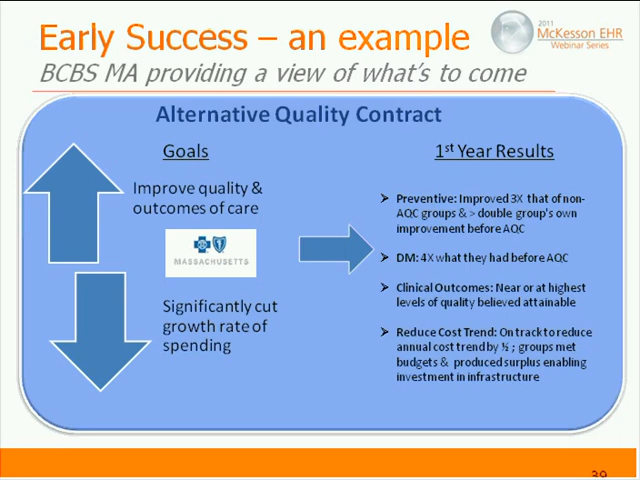 Early Success – an example
2011
McKesson EHR
Webinar Series
BCBS MA providing a view of what's to come
Alternative Quality Contract
Goals
Improve quality &
outcomes of care
MASSACHUSETTS
Significantly cut
growth rate of
spending
1st Year Results
➢ Preventive: Improved 3X that of non-
AQC groups & > double group's own
improvement before AQC
➢ DM: 4X what they had before AQC
➢ Clinical Outcomes: Near or at highest
levels of quality believed attainable
➢ Reduce Cost Trend: On track to reduce
annual cost trend by ½ ; groups met
budgets & produced surplus enabling
investment in infrastructure
39